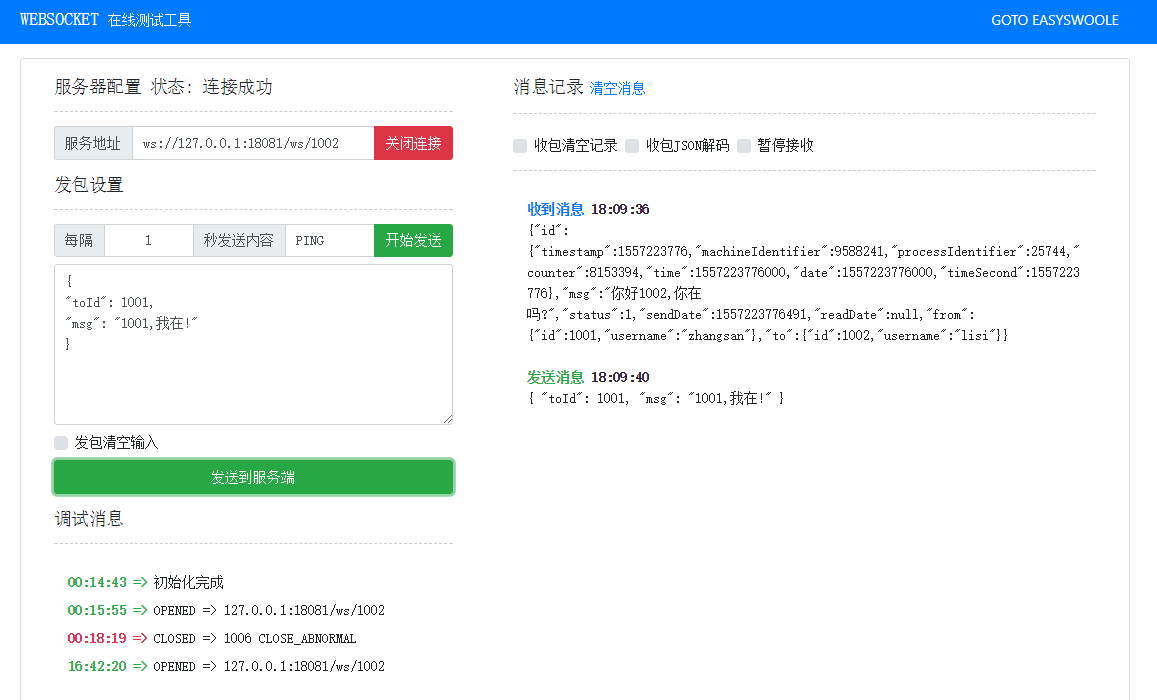 WEBSOCKET 在线测试工具
GOTO EASYSWOOLE
服务器配置 状态: 连接成功
服务地址 ws://127.0.0.1:18081/ws/1002 关闭连接
发包设置
每隔 1 秒发送内容 PING 开始发送
{
"toId": 1001,
"msg": "1001,我在!"
}
发包清空输入
发送到服务端
调试消息
00:14:43 => 初始化完成
00:15:55 => OPENED => 127.0.0.1:18081/ws/1002
00:18:19 => CLOSED => 1006 CLOSE_ABNORMAL
16:42:20 => OPENED => 127.0.0.1:18081/ws/1002
消息记录 清空消息
收包清空记录 收包JSON解码 暂停接收
收到消息 18:09:36
{"id":
{"timestamp":1557223776,"machineIdentifier":9588241,"processIdentifier":25744,"
counter":8153394,"time":1557223776000,"date":1557223776000,"timeSecond":1557223
776},"msg":"你好1002,你在
吗?","status":1,"sendDate":1557223776491,"readDate":null,"from":
{"id":1001,"username":"zhangsan"},"to":{"id":1002,"username":"lisi"}}
发送消息 18:09:40
{ "toId": 1001, "msg": "1001,我在!" }